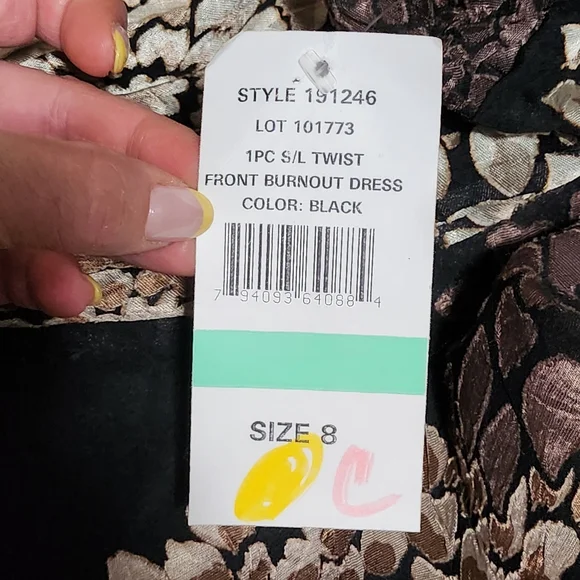 STYLE 191246
LOT 101773
1PC S/L TWIST
FRONT BURNOUT DRESS
COLOR: BLACK
7 94093 64088 4
SIZE 8
C